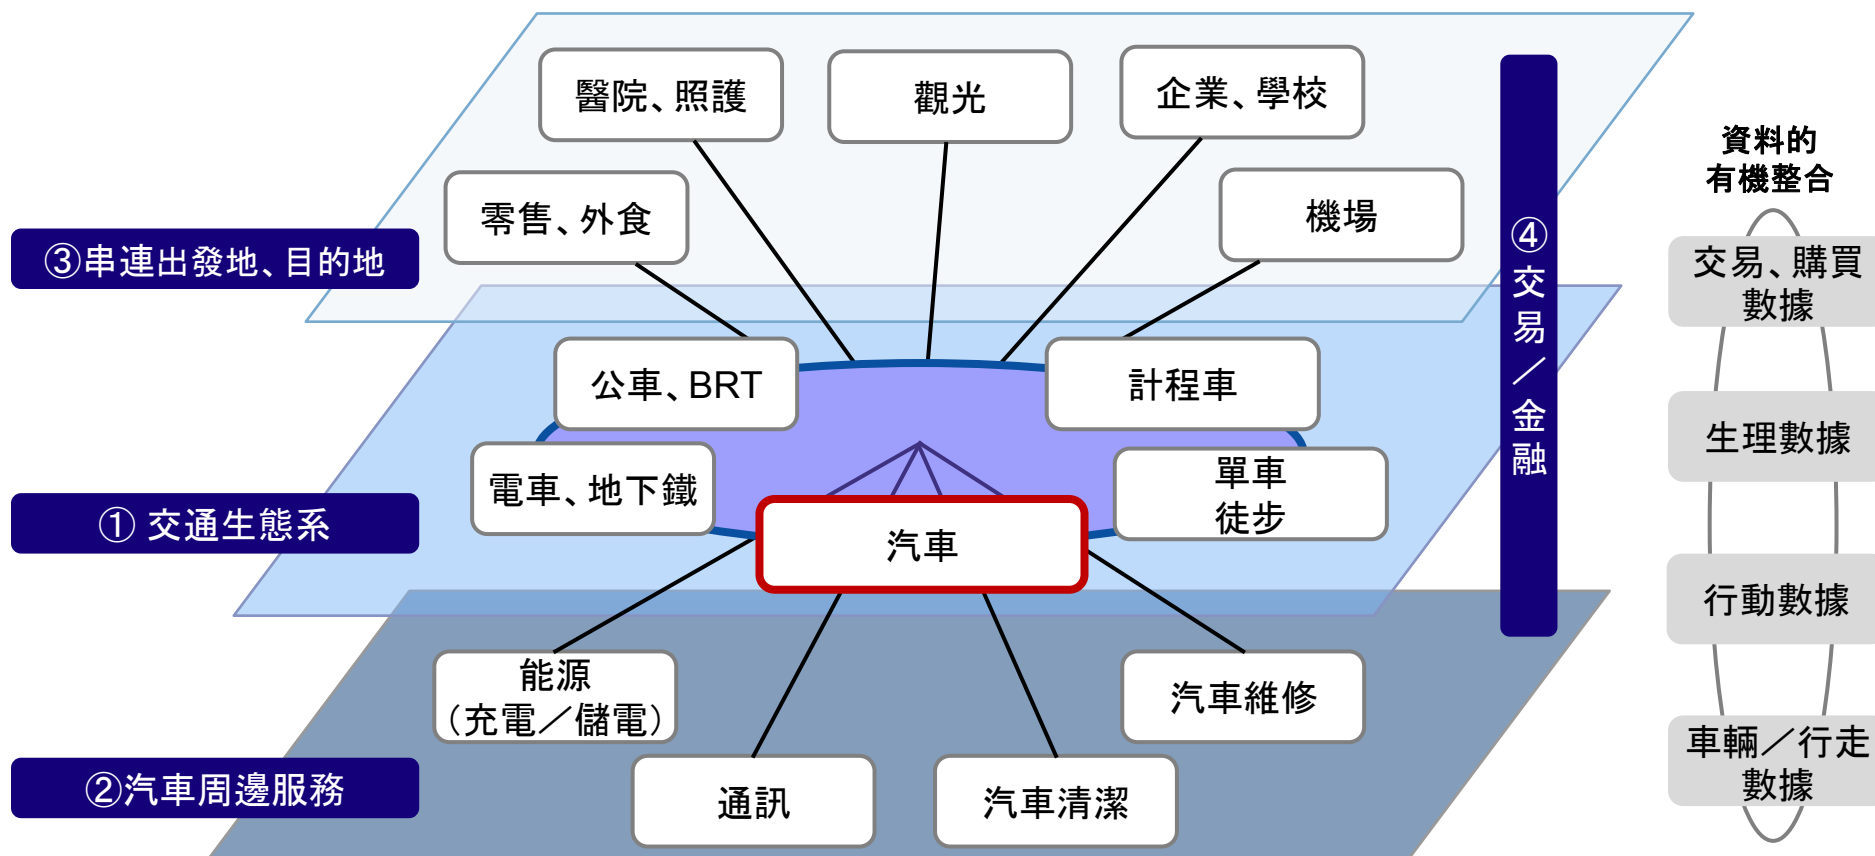 醫院、照護
觀光
企業、學校
零售、外食
機場
③串連出發地、目的地
公車、BRT
計程車
電車、地下鐵
單車
徒步
① 交通生態系
汽車
能源
（充電／儲電）
汽車維修
②汽車周邊服務
通訊
汽車清潔
④交易／金融
資料的
有機整合
交易、購買
數據
生理數據
行動數據
車輛／行走
數據